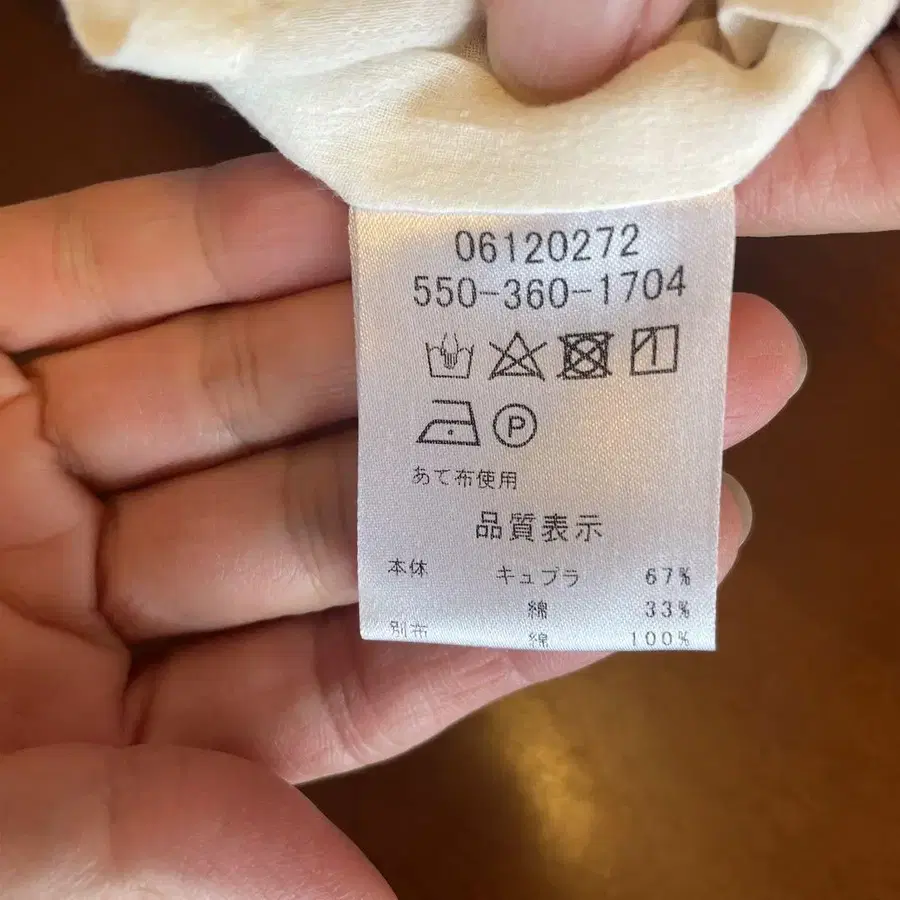 06120272
550-360-1704
P
あて布使用
品質表示
本体 キュプラ 67%
綿 33%
別布 綿 100%